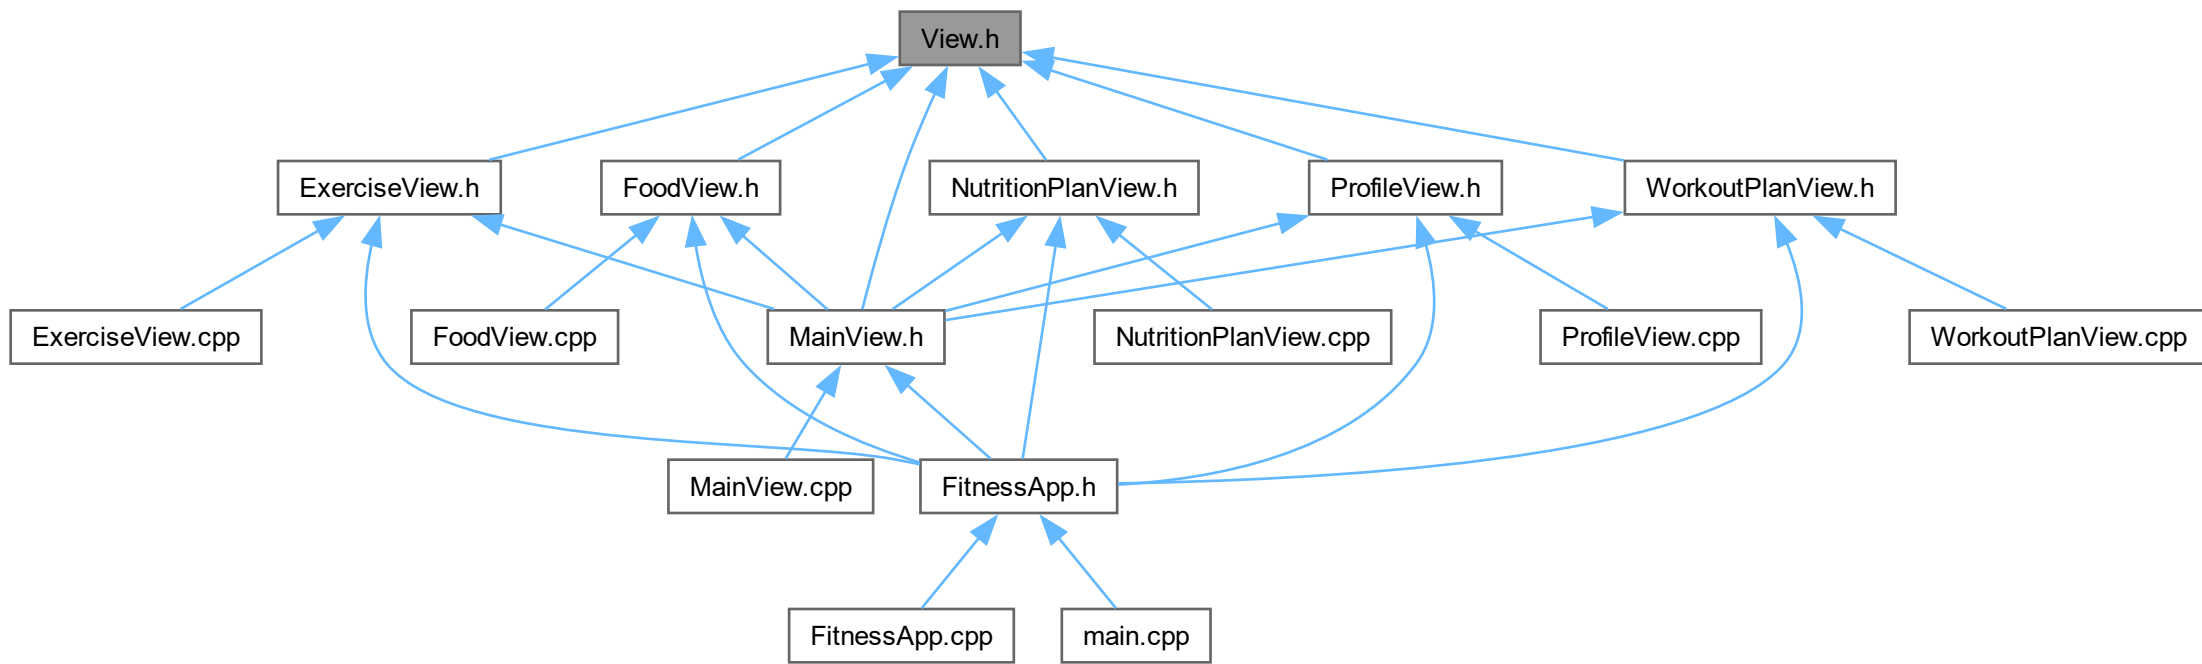 View.h
ExerciseView.h
FoodView.h
NutritionPlanView.h
ProfileView.h
WorkoutPlanView.h
ExerciseView.cpp
FoodView.cpp
MainView.h
NutritionPlanView.cpp
ProfileView.cpp
WorkoutPlanView.cpp
MainView.cpp
FitnessApp.h
FitnessApp.cpp
main.cpp